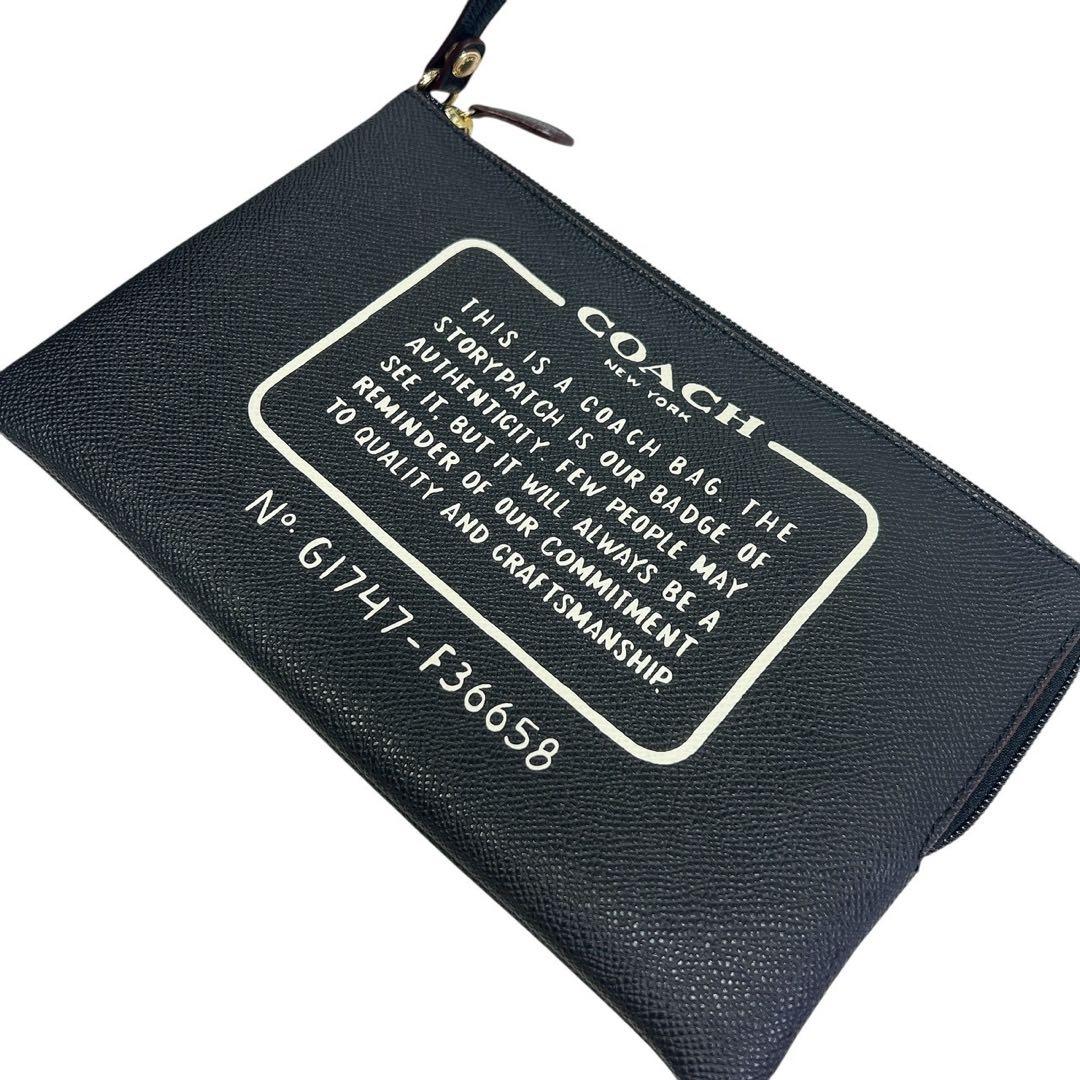 COACH
NEW YORK
THIS IS A COACH BAG. THE
STORYPATCH IS OUR BADGE OF
AUTHENTICITY. FEW PEOPLE MAY
SEE IT, BUT IT WILL ALWAYS BE A
REMINDER OF OUR COMMITMENT
TO QUALITY AND CRAFTSMANSHIP.
No. G1747-F36658